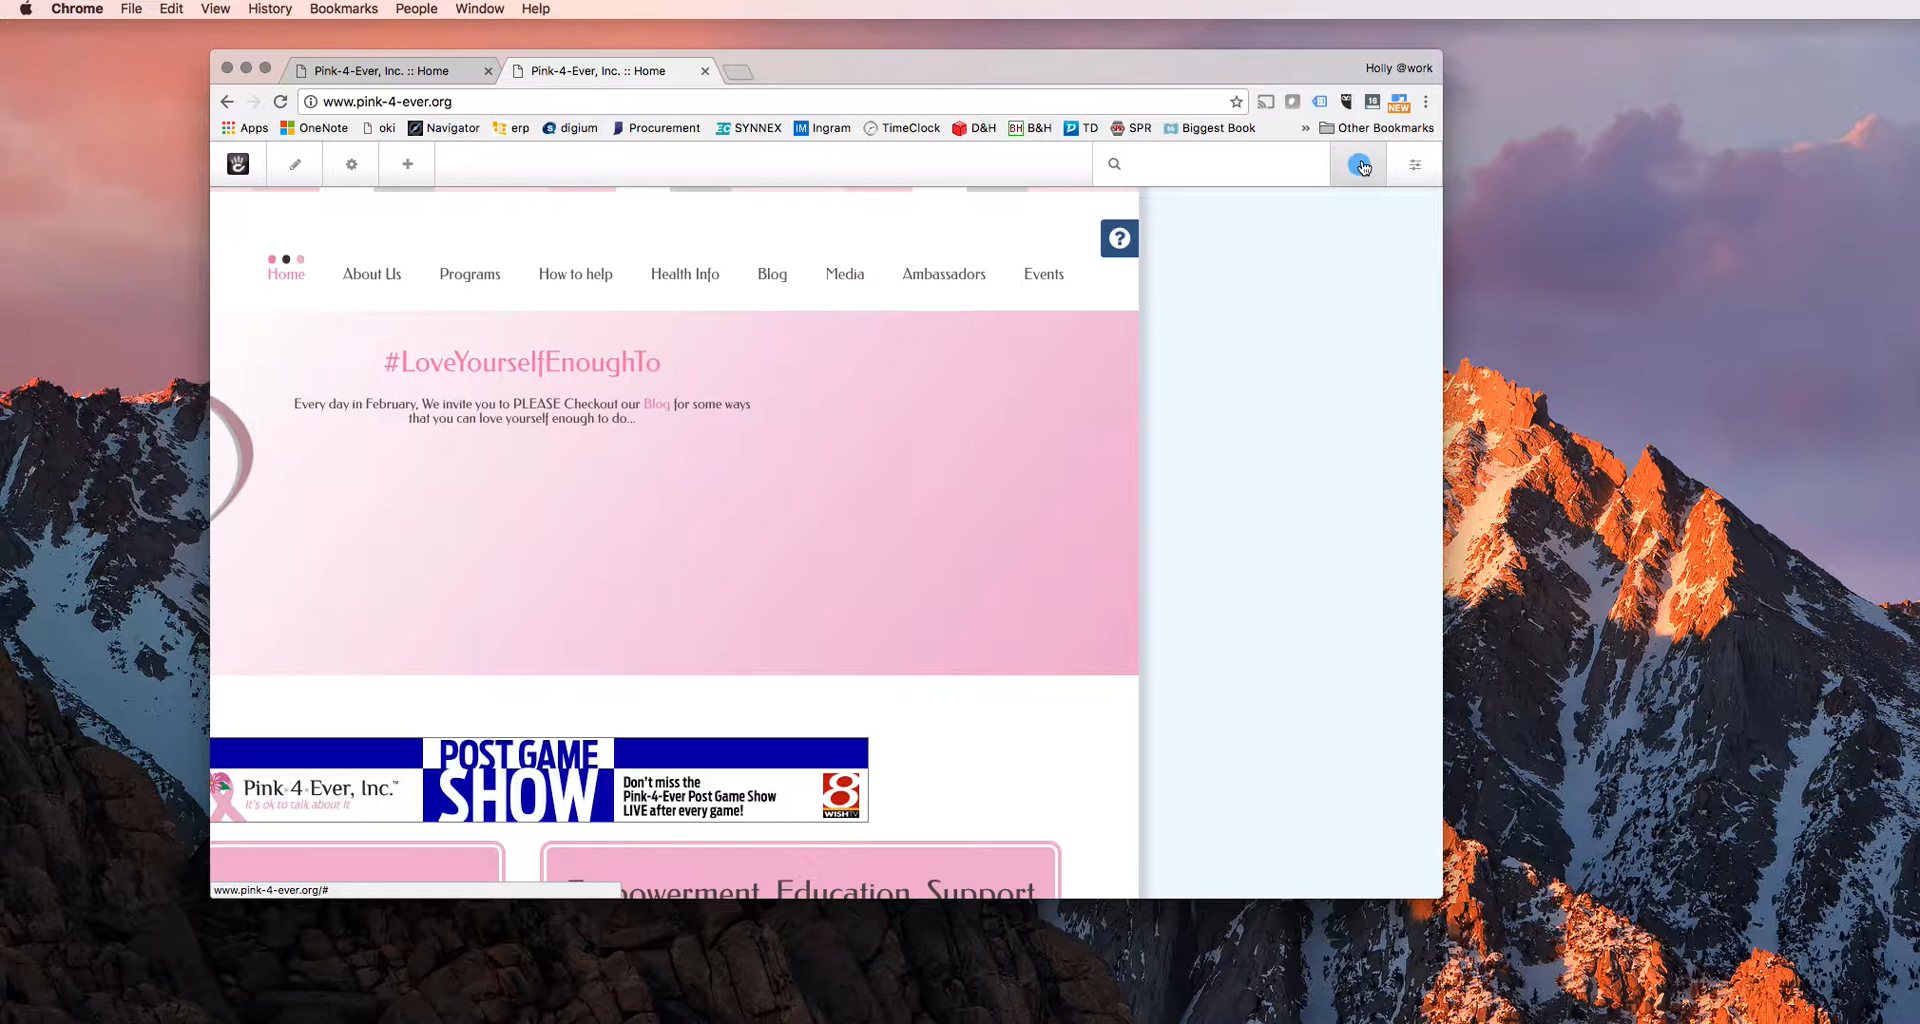 Chrome File Edit View History Bookmarks People Window Help
Pink-4-Ever, Inc. :: Home Pink-4-Ever, Inc. :: Home Holly @work
www.pink-4-ever.org
16 NEW
Apps OneNote oki Navigator erp digium Procurement SYNNEX Ingram TimeClock D&H B&H TD SPR Biggest Book » Other Bookmarks
Home About Us Programs How to help Health Info Blog Media Ambassadors Events
#LoveYourselfEnoughTo
Every day in February, We invite you to PLEASE Checkout our Blog for some ways
that you can love yourself enough to do...
POST GAME
SHOW
Pink·4·Ever, Inc.™
It's ok to talk about it
Don't miss the
Pink-4-Ever Post Game Show
LIVE after every game!
8
WISHTV
Education Support
www.pink-4-ever.org/#